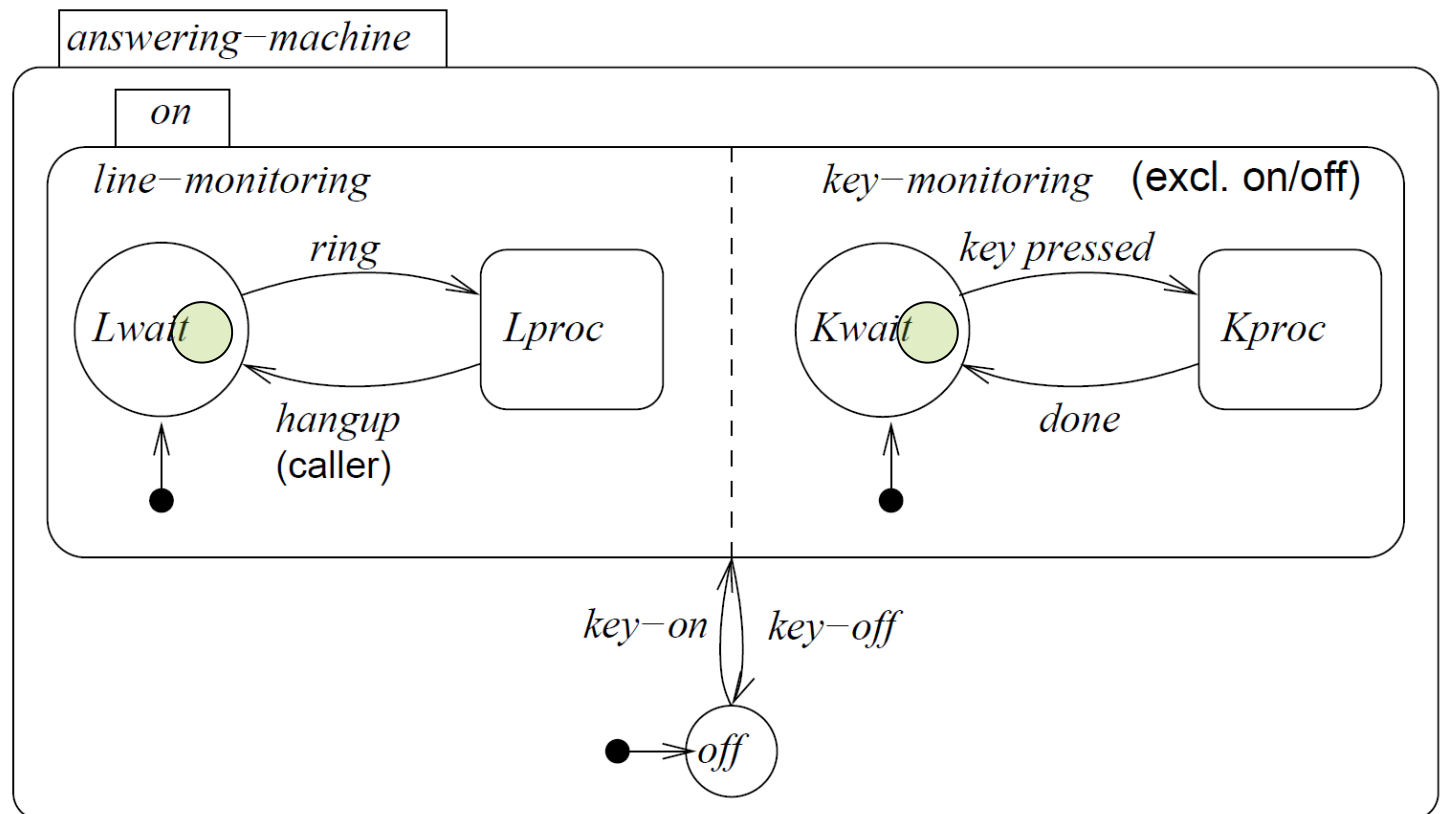 answering−machine
on
line−monitoring
key−monitoring (excl. on/off)
ring
key pressed
Lwait
Lproc
Kwait
Kproc
hangup
(caller)
done
key−on
key−off
off